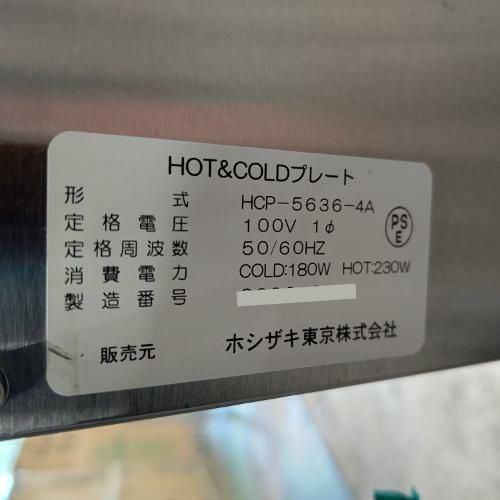 HOT&COLDプレート
形式 HCP-5636-4A
定格電圧 100V 1φ
定格周波数 50/60HZ
消費電力 COLD:180W HOT:230W
製造番号
販売元 ホシザキ東京株式会社
PS
E